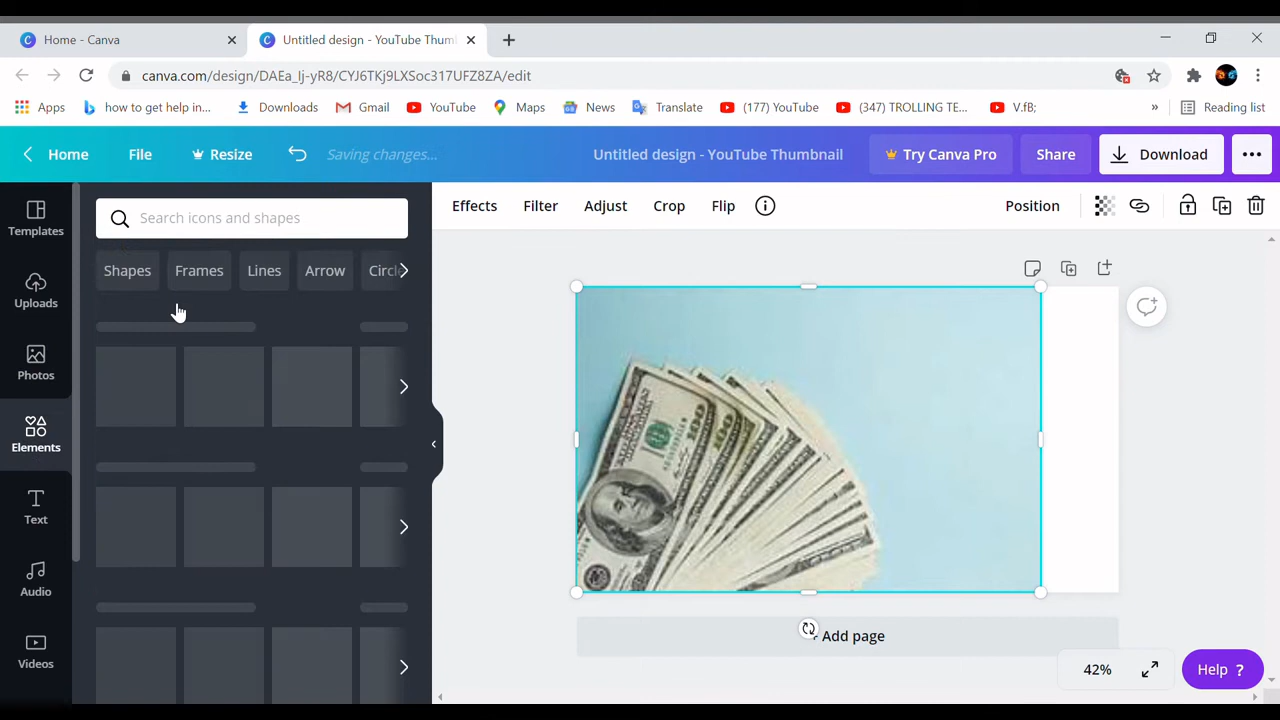 Home - Canva
Untitled design - YouTube Thum
canva.com/design/DAEa_Ij-yR8/CYJ6TKj9LXSoc317UFZ8ZA/edit
Apps
how to get help in...
Downloads
Gmail
YouTube
Maps
News
Translate
(177) YouTube
(347) TROLLING TE...
V.fB;
»
Reading list
Home
File
Resize
Saving changes...
Untitled design - YouTube Thumbnail
Try Canva Pro
Share
Download
Templates
Uploads
Photos
Elements
Text
Audio
Videos
Search icons and shapes
Shapes
Frames
Lines
Arrow
Circl
Effects
Filter
Adjust
Crop
Flip
Position
100
100
+ Add page
42%
Help ?